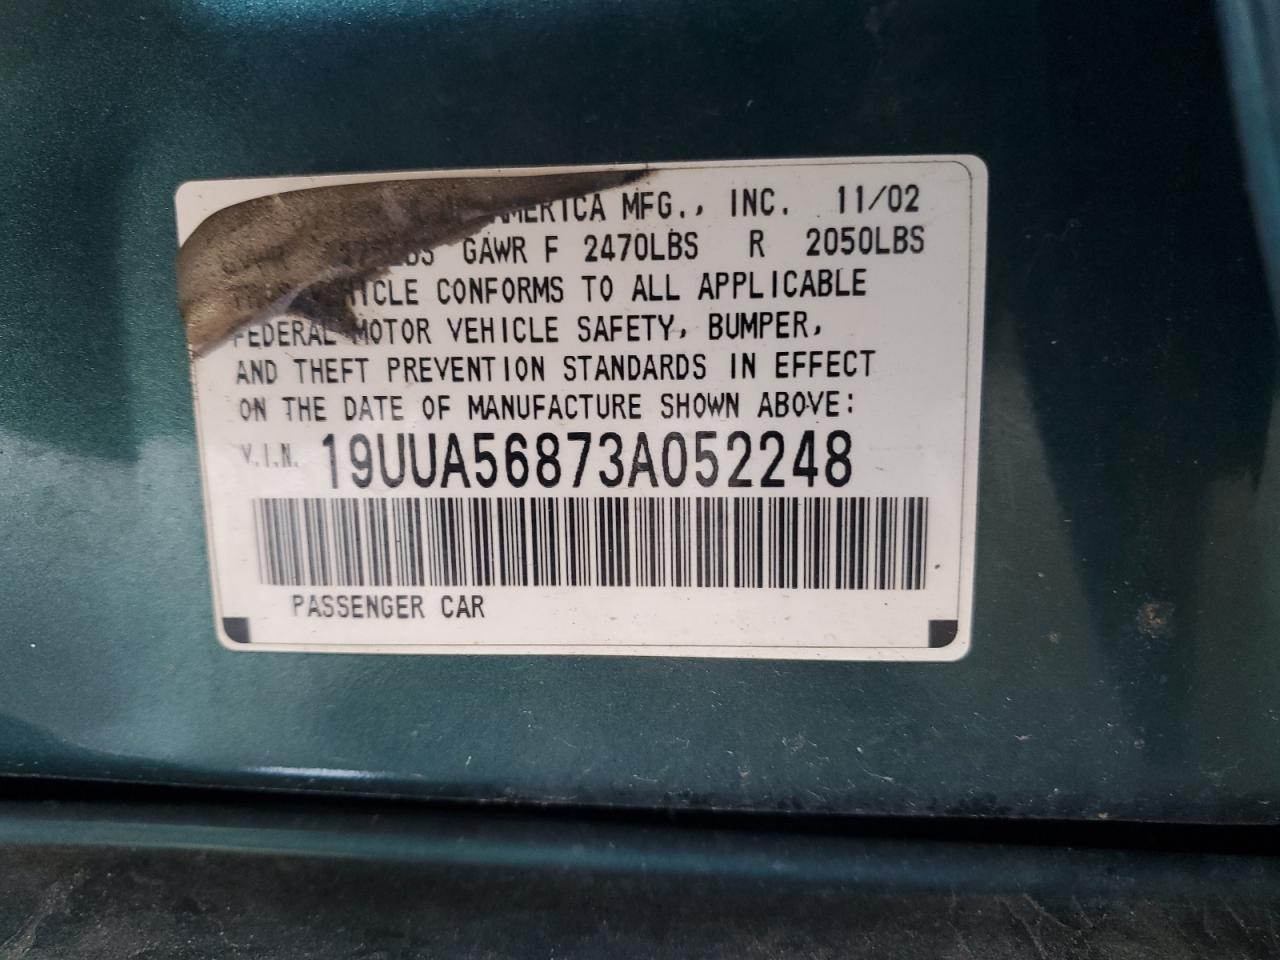 AMERICA MFG., INC. 11/02
GAWR F 2470LBS R 2050LBS
VEHICLE CONFORMS TO ALL APPLICABLE
FEDERAL MOTOR VEHICLE SAFETY, BUMPER,
AND THEFT PREVENTION STANDARDS IN EFFECT
ON THE DATE OF MANUFACTURE SHOWN ABOVE:
V.I.N. 19UUA56873A052248
PASSENGER CAR